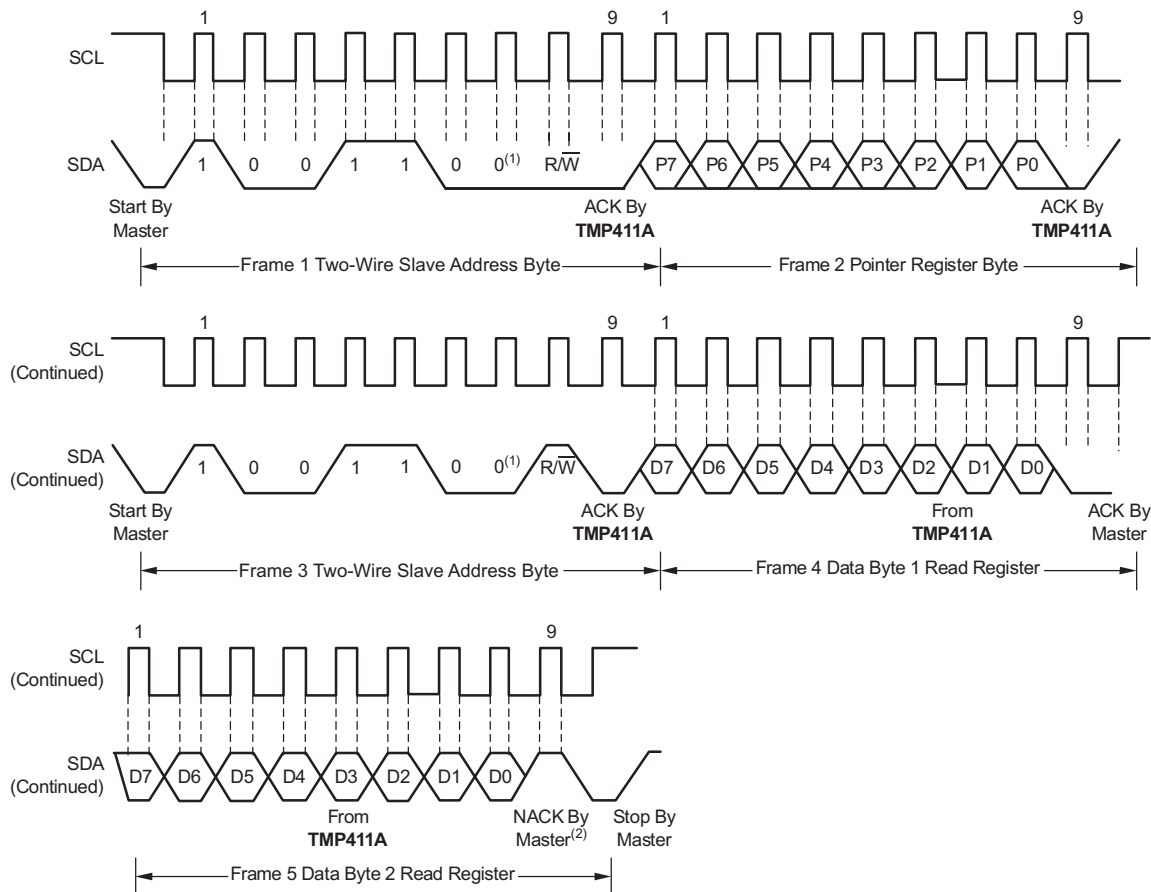 1 9 1 9
SCL
SDA 1 0 0 1 1 0 0(1) R/W̅ P7 P6 P5 P4 P3 P2 P1 P0
Start By Master
ACK By TMP411A
ACK By TMP411A
Frame 1 Two-Wire Slave Address Byte
Frame 2 Pointer Register Byte
1 9 1 9
SCL (Continued)
SDA (Continued) 1 0 0 1 1 0 0(1) R/W̅ D7 D6 D5 D4 D3 D2 D1 D0
Start By Master
ACK By TMP411A
From TMP411A
ACK By Master
Frame 3 Two-Wire Slave Address Byte
Frame 4 Data Byte 1 Read Register
1 9
SCL (Continued)
SDA (Continued) D7 D6 D5 D4 D3 D2 D1 D0
From TMP411A
NACK By Master(2)
Stop By Master
Frame 5 Data Byte 2 Read Register